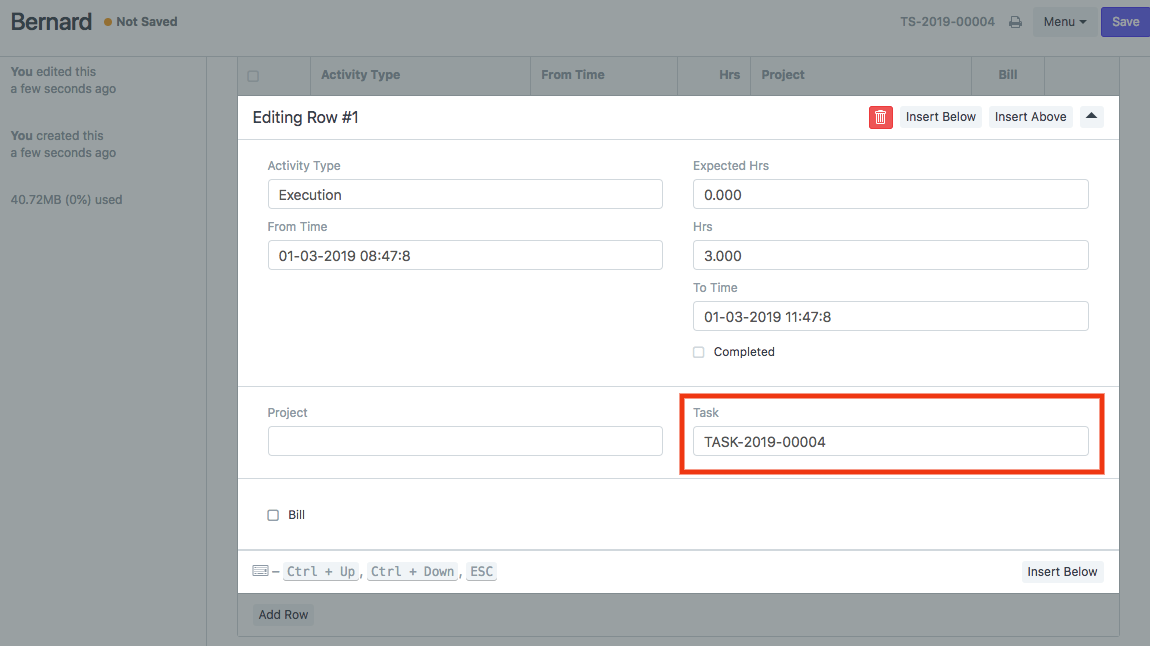 Bernard Not Saved TS-2019-00004 Menu Save
You edited this
a few seconds ago
You created this
a few seconds ago
40.72MB (0%) used
Activity Type From Time Hrs Project Bill
Editing Row #1 Insert Below Insert Above
Activity Type Expected Hrs
Execution 0.000
From Time Hrs
01-03-2019 08:47:8 3.000
To Time
01-03-2019 11:47:8
Completed
Project Task
TASK-2019-00004
Bill
– Ctrl + Up, Ctrl + Down, ESC Insert Below
Add Row